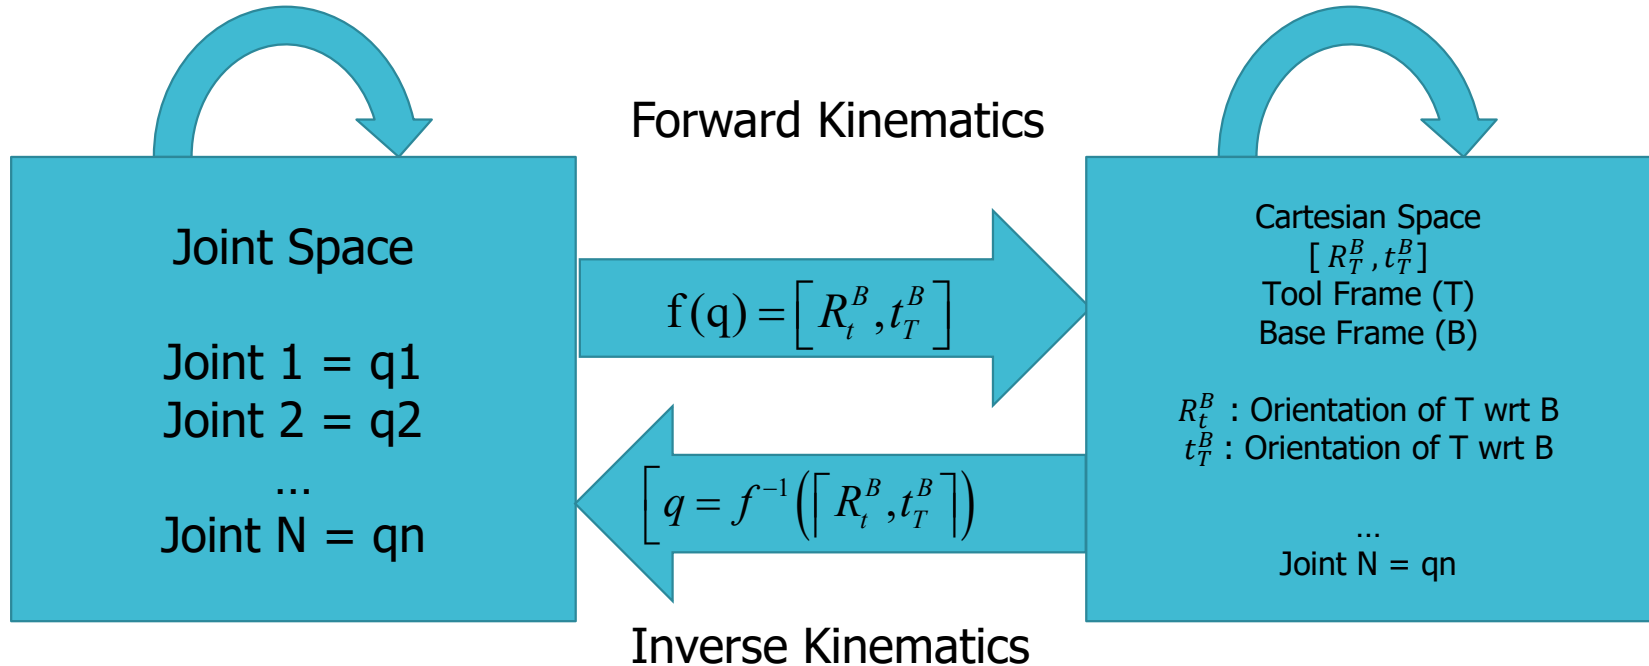 Forward Kinematics
Joint Space
Joint 1 = q1
Joint 2 = q2
...
Joint N = qn
f(q) = [R_t^B, t_T^B]
[q = f^{-1}(⌈R_t^B, t_T^B⌉)
Inverse Kinematics
Cartesian Space
[ R_T^B, t_T^B]
Tool Frame (T)
Base Frame (B)
R_t^B : Orientation of T wrt B
t_T^B : Orientation of T wrt B
...
Joint N = qn